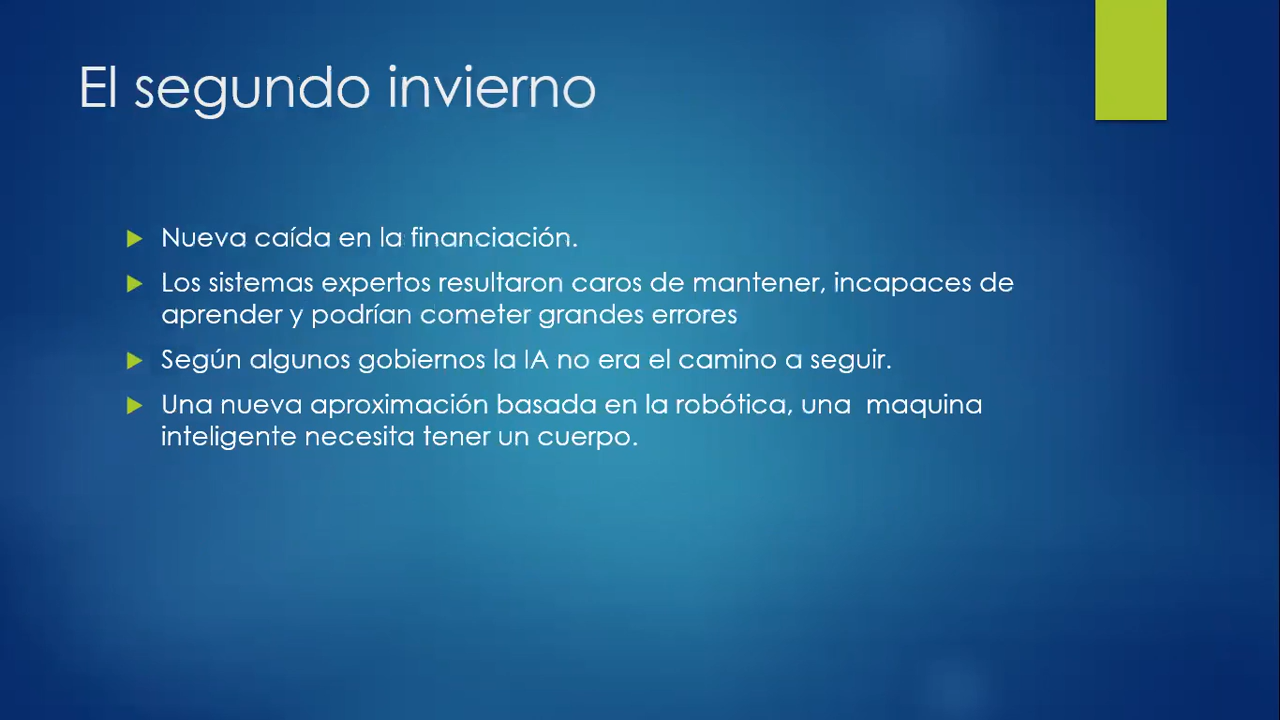 El segundo invierno
Nueva caída en la financiación.
Los sistemas expertos resultaron caros de mantener, incapaces de
aprender y podrían cometer grandes errores
Según algunos gobiernos la IA no era el camino a seguir.
Una nueva aproximación basada en la robótica, una  maquina
inteligente necesita tener un cuerpo.